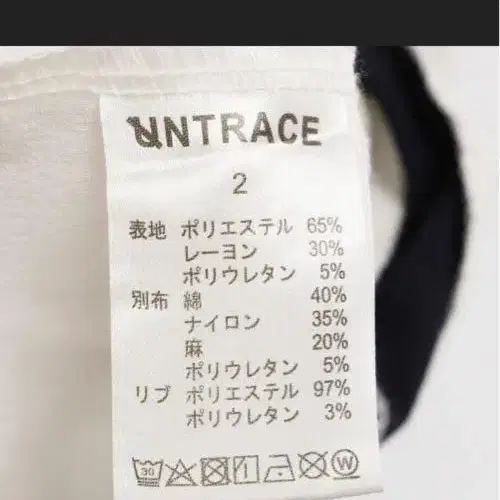 UNTRACE
2
表地 ポリエステル 65%
レーヨン 30%
ポリウレタン 5%
別布 綿 40%
ナイロン 35%
麻 20%
ポリウレタン 5%
リブ ポリエステル 97%
ポリウレタン 3%
30 W